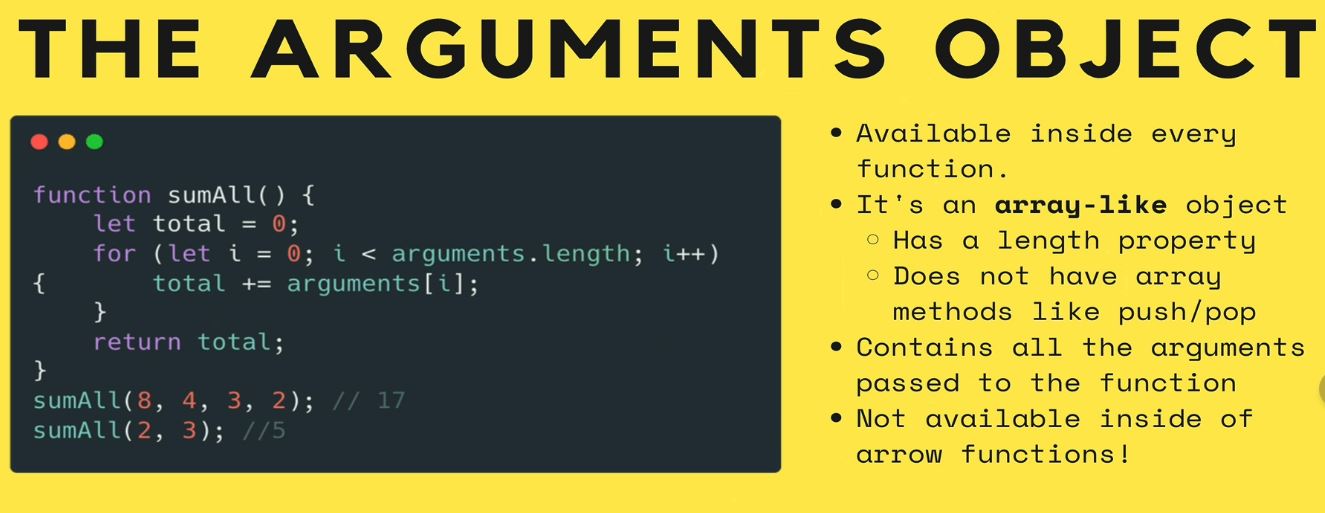 THE ARGUMENTS OBJECT
function sumAll() {
    let total = 0;
    for (let i = 0; i < arguments.length; i++)
{       total += arguments[i];
    }
    return total;
}
sumAll(8, 4, 3, 2); // 17
sumAll(2, 3); //5
• Available inside every
function.
• It's an array-like object
○ Has a length property
○ Does not have array
methods like push/pop
• Contains all the arguments
passed to the function
• Not available inside of
arrow functions!